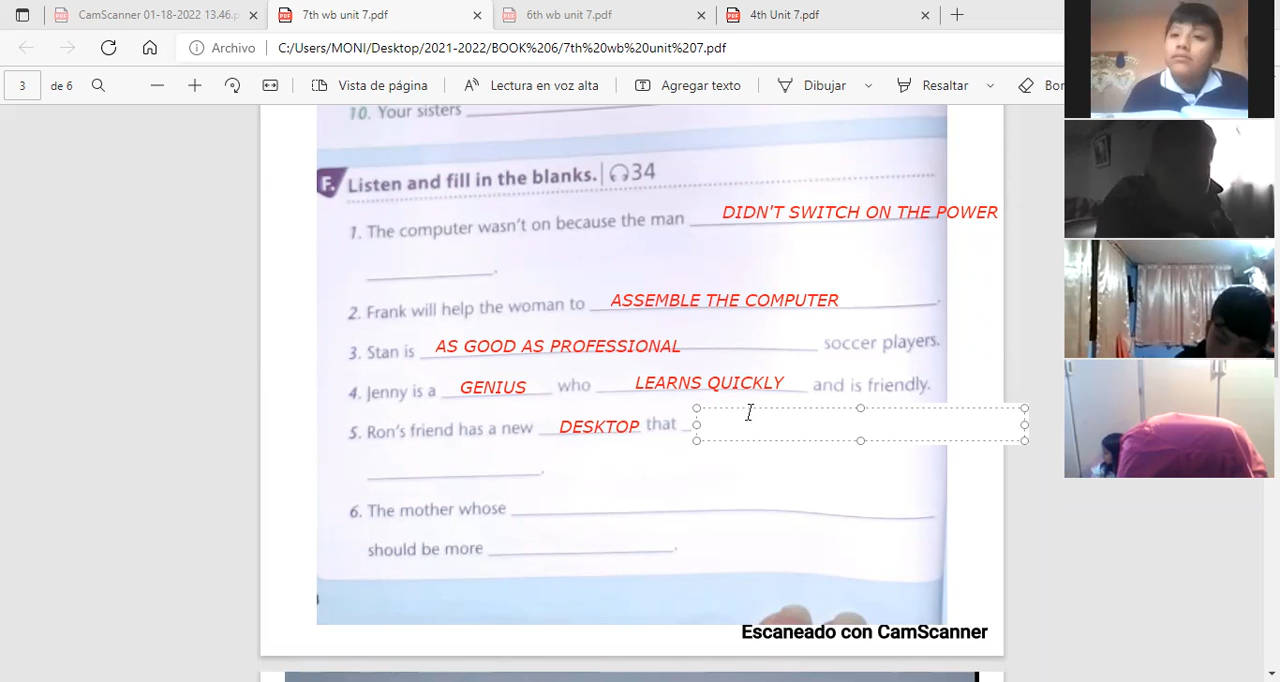 CamScanner 01-18-2022 13.46.p
7th wb unit 7.pdf
6th wb unit 7.pdf
4th Unit 7.pdf
Archivo C:/Users/MONI/Desktop/2021-2022/BOOK%206/7th%20wb%20unit%207.pdf
3 de 6 Vista de página Lectura en voz alta Agregar texto Dibujar Resaltar Bor
10. Your sisters
F. Listen and fill in the blanks. 34
1. The computer wasn't on because the man DIDN'T SWITCH ON THE POWER
.
2. Frank will help the woman to ASSEMBLE THE COMPUTER.
3. Stan is AS GOOD AS PROFESSIONAL soccer players.
4. Jenny is a GENIUS who LEARNS QUICKLY and is friendly.
5. Ron's friend has a new DESKTOP that
.
6. The mother whose
should be more .
Escaneado con CamScanner